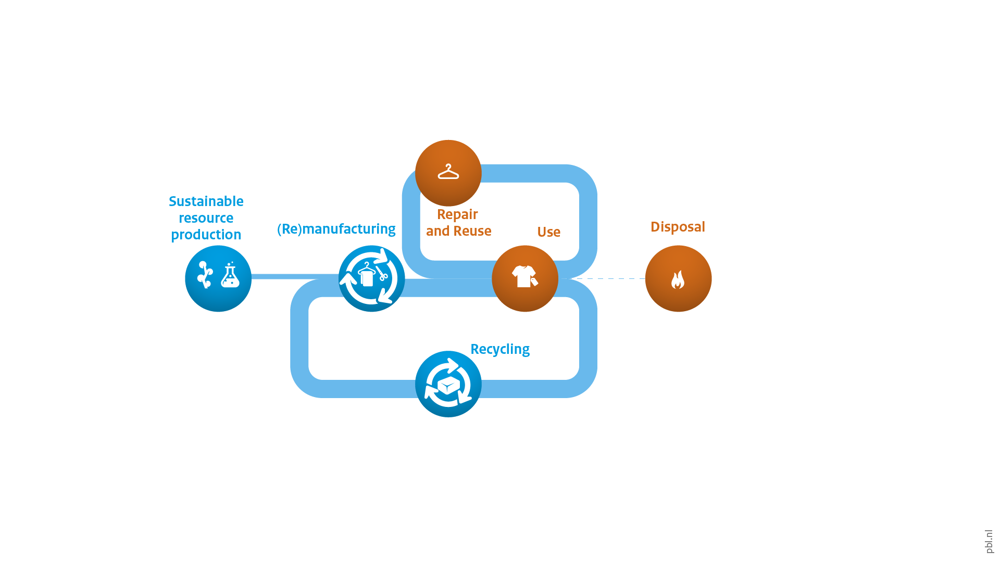 Sustainable
resource
production
(Re)manufacturing
Repair
and Reuse
Use
Disposal
Recycling
pbl.nl